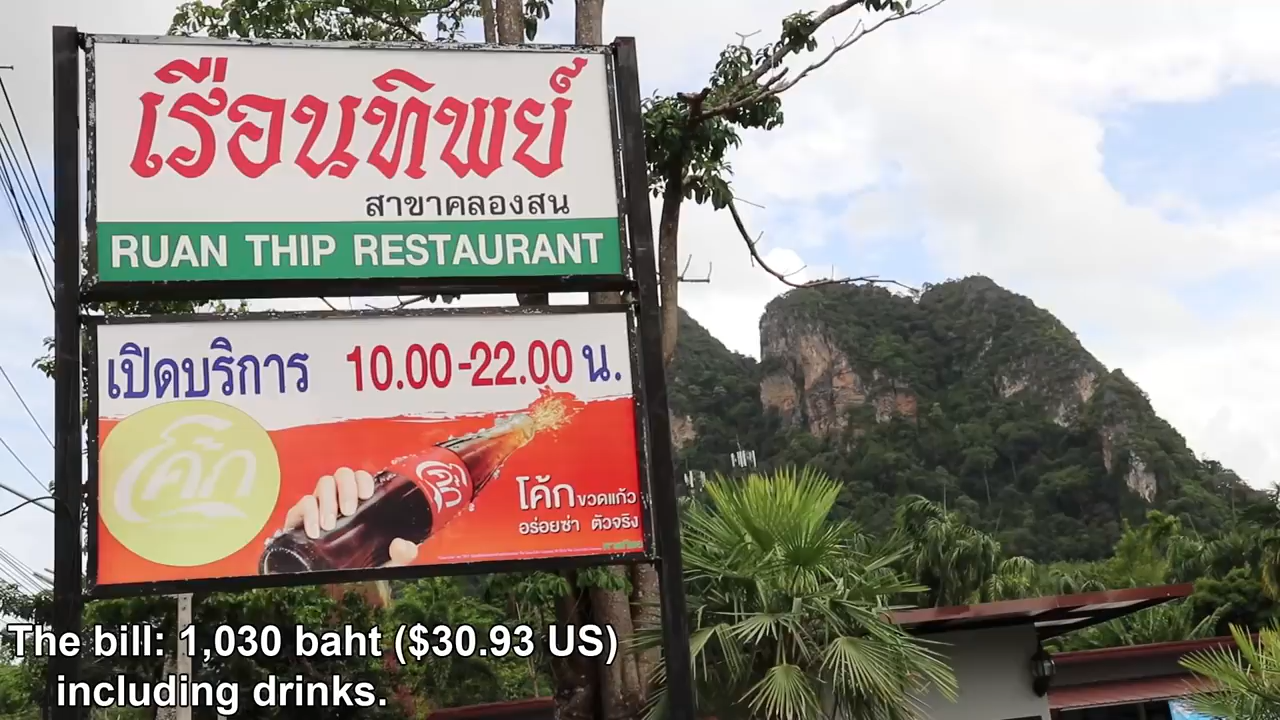 เรือนทิพย์
สาขาคลองสน
RUAN THIP RESTAURANT
เปิดบริการ 10.00-22.00 น.
โค้ก
โค้ก
โค้กขวดแก้ว
อร่อยซ่า ตัวจริง
The bill: 1,030 baht ($30.93 US)
including drinks.